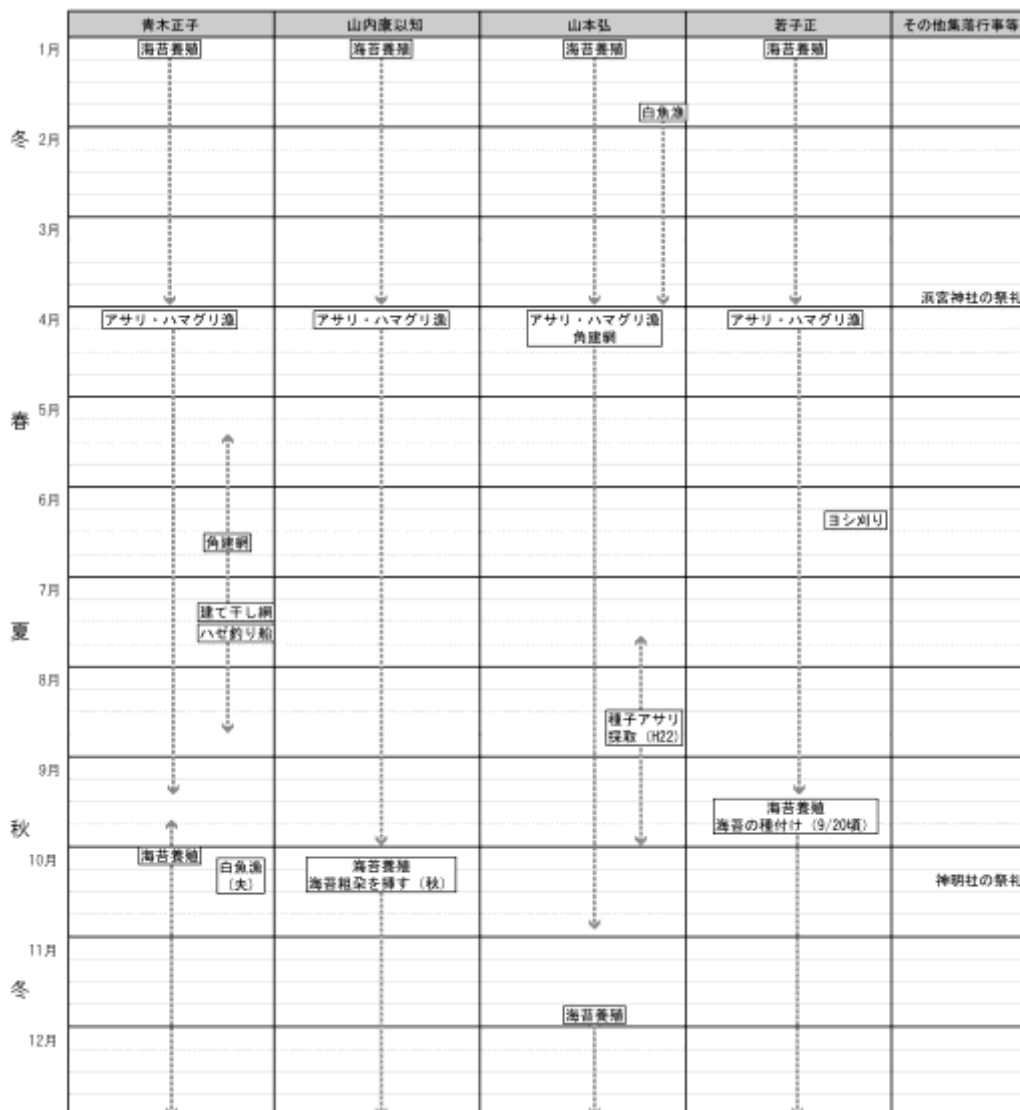 青木正子 山内康以知 山本弘 若子正 その他集落行事等
1月
海苔養殖 海苔養殖 海苔養殖 海苔養殖
白魚漁
冬
2月
3月
浜宮神社の祭礼
4月
アサリ・ハマグリ漁 アサリ・ハマグリ漁 アサリ・ハマグリ漁 アサリ・ハマグリ漁
角建網
5月
春
6月
ヨシ刈り
角建網
7月
建て干し網
ハゼ釣り船
夏
8月
種子アサリ
採取（H22）
9月
海苔養殖
海苔の種付け（9/20頃）
秋
10月
海苔養殖
白魚漁
（夫）
海苔養殖
海苔粗朶を挿す（秋）
神明社の祭礼
11月
冬
海苔養殖
12月